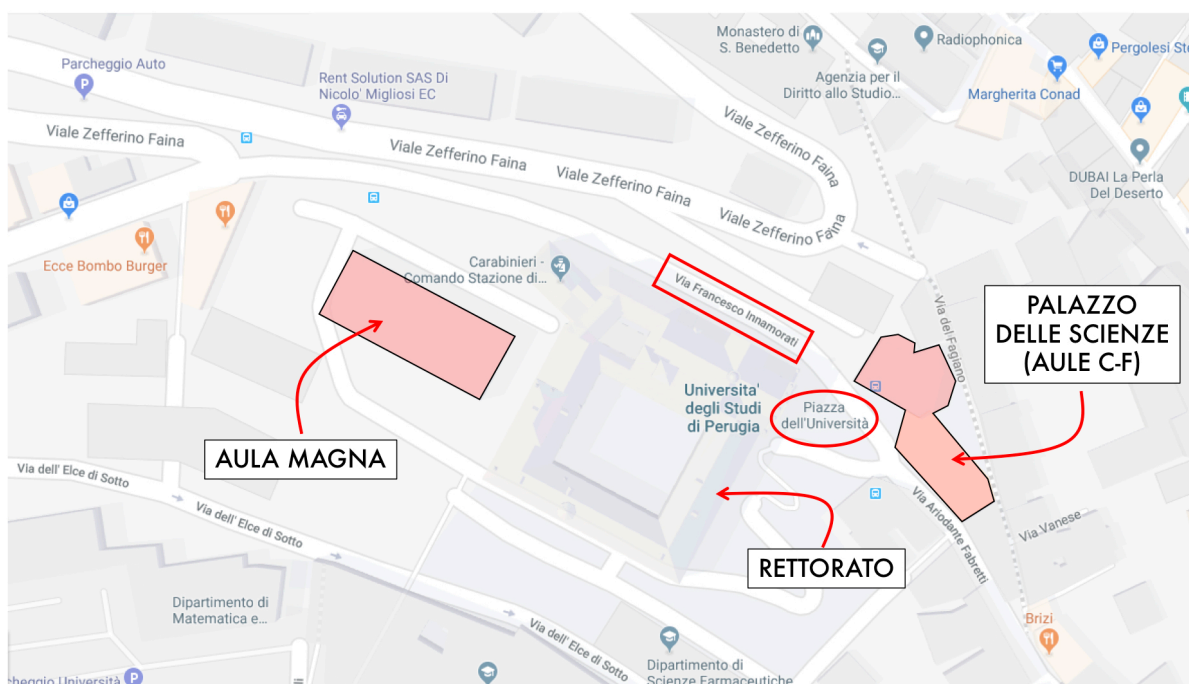 Monastero di
S. Benedetto
Radiophonica
Pergolesi Sto
Parcheggio Auto
Rent Solution SAS Di
Nicolo' Migliosi EC
Agenzia per il
Diritto allo Studio...
Margherita Conad
Viale Zefferino Faina
Viale Zefferino Faina
Viale Zefferino Faina
Viale Zefferino Faina
Viale Zefferino Faina
DUBAI La Perla
Del Deserto
Ecce Bombo Burger
Carabinieri -
Comando Stazione di...
Via Francesco Innamorati
Via del Fagiano
PALAZZO
DELLE SCIENZE
(AULE C-F)
Universita'
degli Studi
di Perugia
Piazza
dell'Università
AULA MAGNA
Via dell' Elce di Sotto
Via dell' Elce di Sotto
Via Ariodante Fabretti
Via Vanese
RETTORATO
Dipartimento di
Matematica e...
Via dell' Elce di Sotto
Brizi
Dipartimento di
Scienze Farmaceutiche
cheggio Università